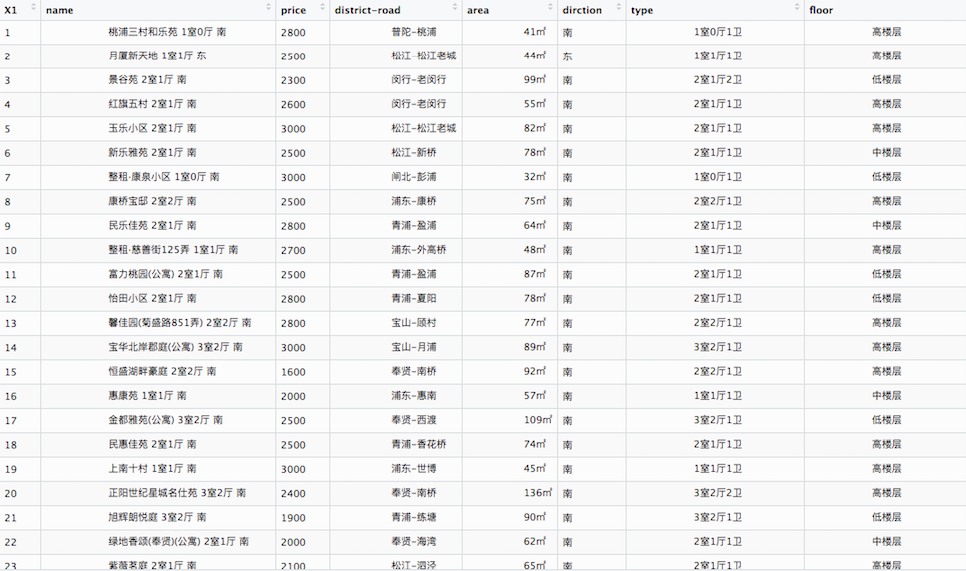 X1 name price district-road area dirction type floor
1 桃浦三村和乐苑 1室0厅 南 2800 普陀-桃浦 41㎡ 南 1室0厅1卫 高楼层
2 月厦新天地 1室1厅 东 2500 松江-松江老城 44㎡ 东 1室1厅1卫 高楼层
3 景谷苑 2室1厅 南 2300 闵行-老闵行 99㎡ 南 2室1厅2卫 低楼层
4 红旗五村 2室1厅 南 2600 闵行-老闵行 55㎡ 南 2室1厅1卫 高楼层
5 玉乐小区 2室1厅 南 3000 松江-松江老城 82㎡ 南 2室1厅1卫 高楼层
6 新乐雅苑 2室1厅 南 2500 松江-新桥 78㎡ 南 2室1厅1卫 中楼层
7 整租·康泉小区 1室0厅 南 3000 闸北-彭浦 32㎡ 南 1室0厅1卫 低楼层
8 康桥宝邸 2室2厅 南 2500 浦东-康桥 75㎡ 南 2室2厅1卫 高楼层
9 民乐佳苑 2室1厅 南 2800 青浦-盈浦 64㎡ 南 2室1厅1卫 中楼层
10 整租·慈善街125弄 1室1厅 南 2700 浦东-外高桥 48㎡ 南 1室1厅1卫 高楼层
11 富力桃园(公寓) 2室1厅 南 2500 青浦-盈浦 87㎡ 南 2室1厅1卫 低楼层
12 怡田小区 2室1厅 南 2800 青浦-夏阳 78㎡ 南 2室1厅1卫 低楼层
13 馨佳园(菊盛路851弄) 2室2厅 南 2800 宝山-顾村 77㎡ 南 2室2厅1卫 高楼层
14 宝华北岸郡庭(公寓) 3室2厅 南 3000 宝山-月浦 89㎡ 南 3室2厅1卫 高楼层
15 恒盛湖畔豪庭 2室2厅 南 1600 奉贤-南桥 92㎡ 南 2室2厅1卫 高楼层
16 惠康苑 1室1厅 南 2000 浦东-惠南 57㎡ 南 1室1厅1卫 中楼层
17 金都雅苑(公寓) 3室2厅 南 2500 奉贤-西渡 109㎡ 南 3室2厅1卫 低楼层
18 民惠佳苑 2室1厅 南 2500 青浦-香花桥 74㎡ 南 2室1厅1卫 高楼层
19 上南十村 1室1厅 南 3000 浦东-世博 45㎡ 南 1室1厅1卫 高楼层
20 正阳世纪星城名仕苑 3室2厅 南 2400 奉贤-南桥 136㎡ 南 3室2厅2卫 高楼层
21 旭辉朗悦庭 3室2厅 南 1900 青浦-练塘 90㎡ 南 3室2厅1卫 低楼层
22 绿地香颂(奉贤)(公寓) 2室1厅 南 2000 奉贤-海湾 62㎡ 南 2室1厅1卫 中楼层
23 紫薇茗庭 2室1厅 南 2100 松江-泗泾 65㎡ 南 2室1厅1卫 高楼层